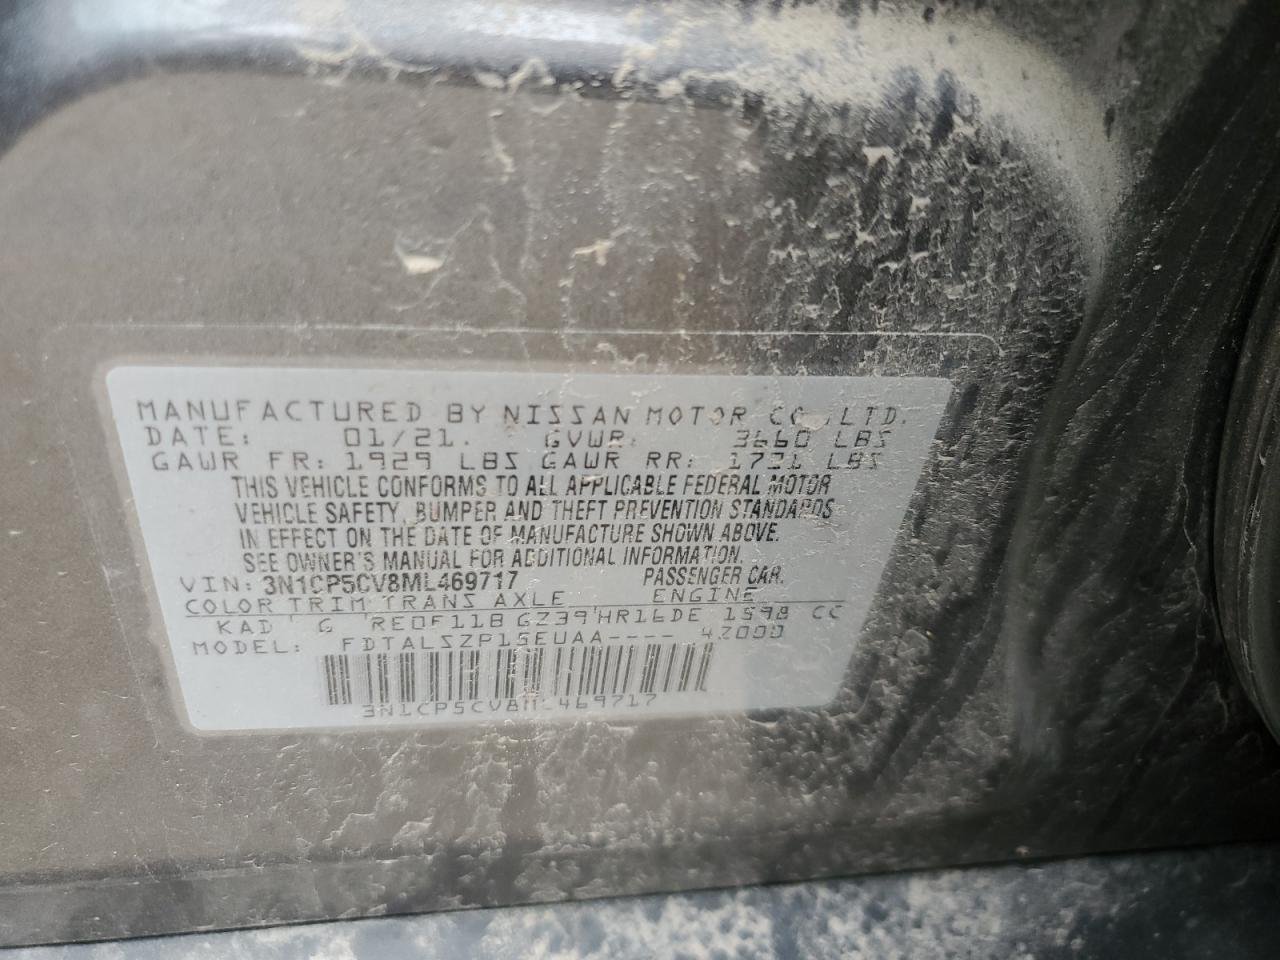 MANUFACTURED BY NISSAN MOTOR CO.,LTD.
DATE: 01/21. GVWR: 3660 LBS
GAWR FR: 1929 LBS GAWR RR: 1731 LBS
THIS VEHICLE CONFORMS TO ALL APPLICABLE FEDERAL MOTOR
VEHICLE SAFETY, BUMPER AND THEFT PREVENTION STANDARDS
IN EFFECT ON THE DATE OF MANUFACTURE SHOWN ABOVE.
SEE OWNER'S MANUAL FOR ADDITIONAL INFORMATION.
VIN: 3N1CP5CV8ML469717 PASSENGER CAR.
COLOR TRIM TRANS AXLE ENGINE
KAD G RE0F11B GZ39 HR16DE 1598 CC
MODEL: FDTALSZP15EUAA----
3N1CP5CV8ML469717